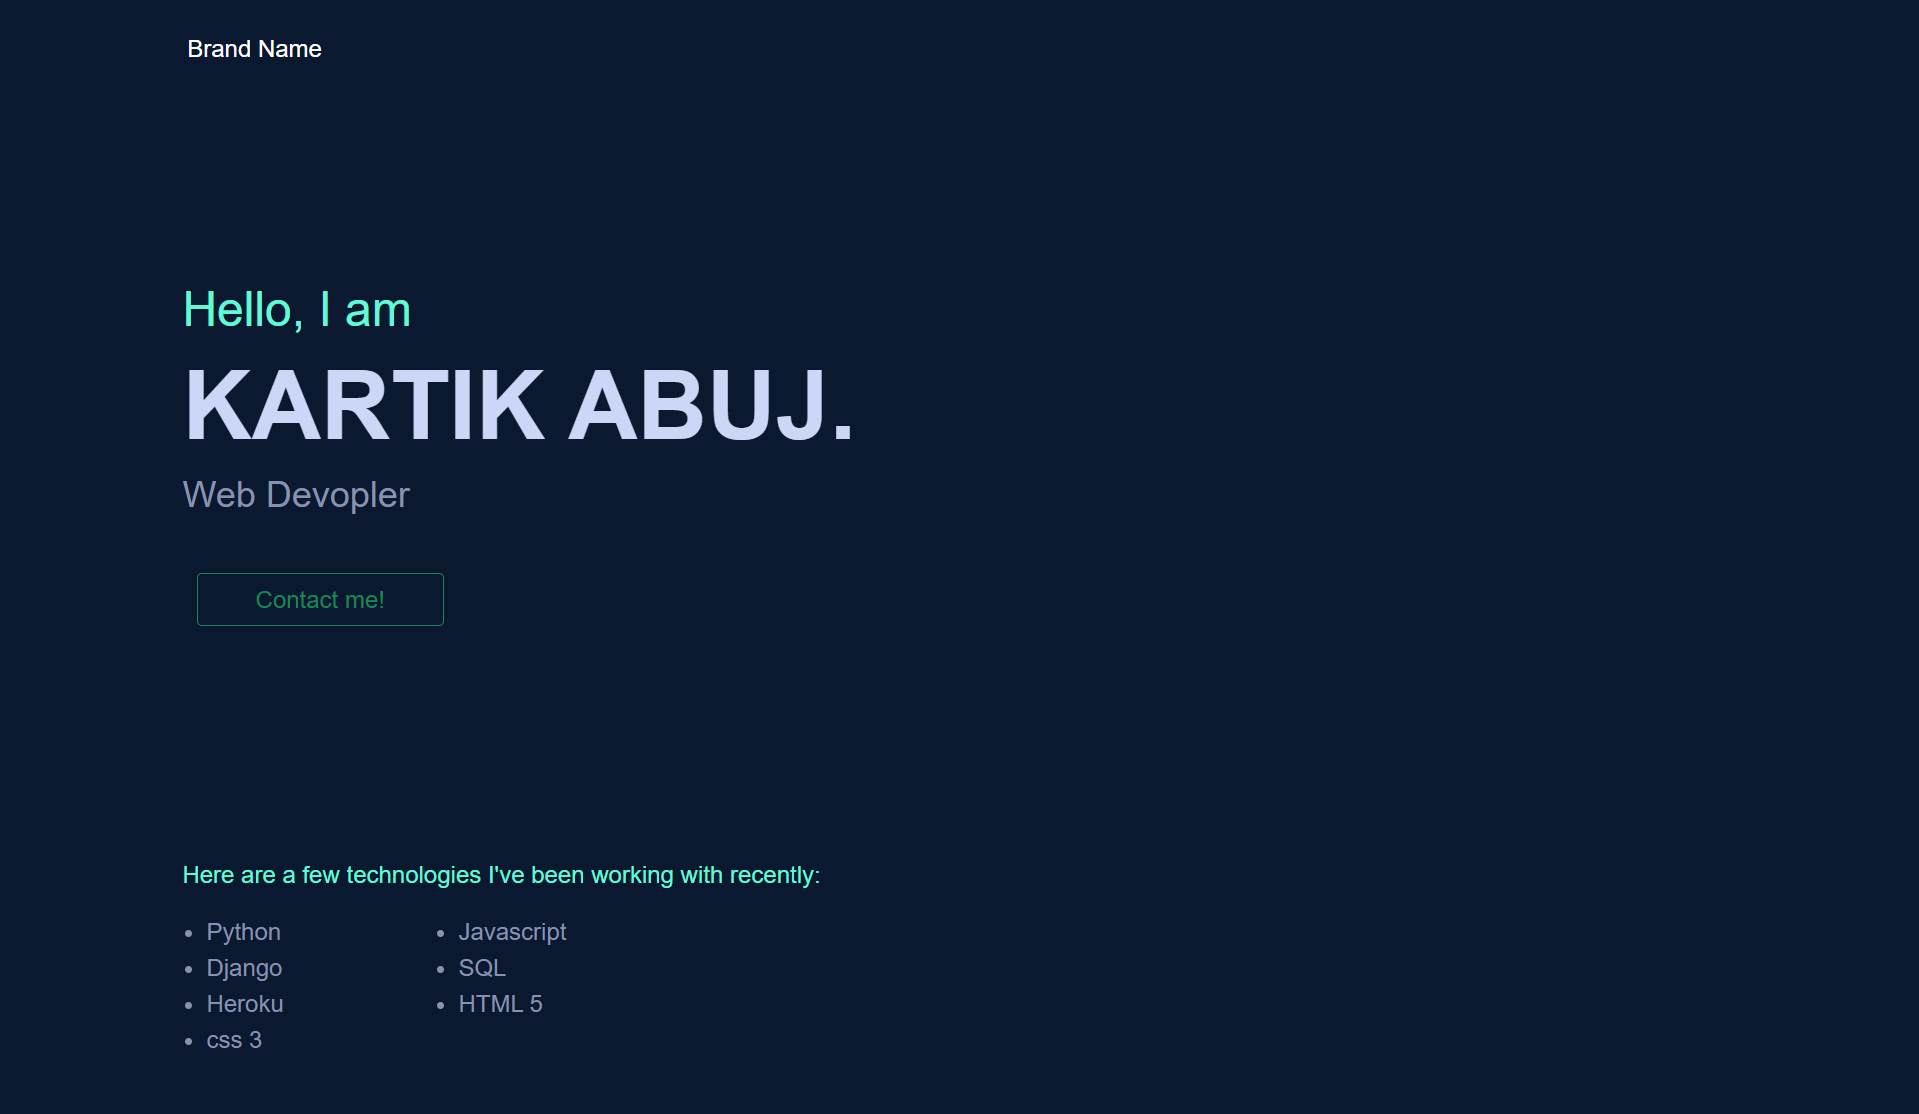 Brand Name
Hello, I am
KARTIK ABUJ.
Web Devopler
Contact me!
Here are a few technologies I've been working with recently:
Python
Django
Heroku
css 3
Javascript
SQL
HTML 5